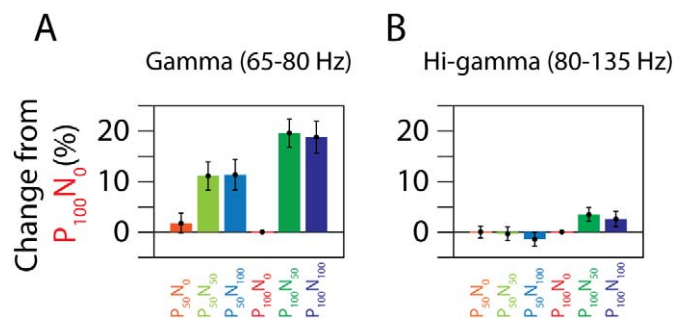 A
B
Gamma (65-80 Hz)
Hi-gamma (80-135 Hz)
Change from
P100N0(%)
20
10
0
20
10
0
P50N0
P50N50
P50N100
P100N0
P100N50
P100N100
P50N0
P50N50
P50N100
P100N0
P100N50
P100N100